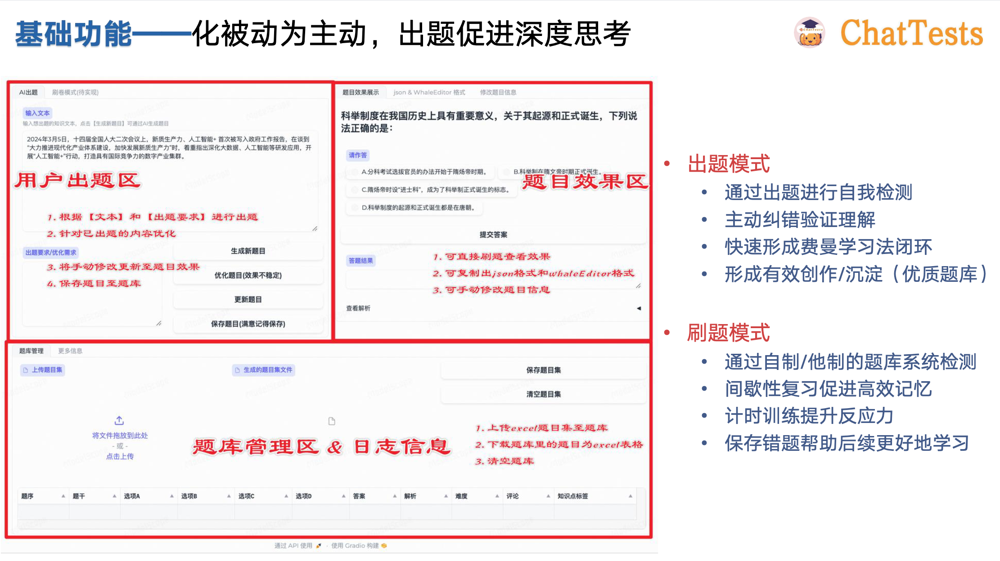 基础功能——化被动为主动，出题促进深度思考
ChatTests
AI出题
刷卷模式(待实现)
输入文本
输入想出题的知识文本，点击【生成新题目】可通过AI生成题目
2024年3月5日，十四届全国人大二次会议上，新质生产力、人工智能+ 首次被写入政府工作报告，在谈到
“大力推进现代化产业体系建设，加快发展新质生产力”时，着重指出深化大数据、人工智能等研发应用，开
展“人工智能+”行动，打造具有国际竞争力的数字产业集群。
用户出题区
1. 根据【文本】和【出题要求】进行出题
2. 针对已出题的内容优化
出题要求/优化需求
3. 将手动修改更新至题目效果
4. 保存题目至题库
生成新题目
优化题目(效果不稳定)
更新题目
保存题目(满意记得保存)
题目效果展示
json & WhaleEditor 格式
修改题目信息
科举制度在我国历史上具有重要意义，关于其起源和正式诞生，下列说
法正确的是：
请作答
A.分科考试选拔官员的办法开始于隋炀帝时期。
B.科举制在隋文帝时期正式诞生。
题目效果区
C.隋炀帝时设“进士科”，成为了科举制正式诞生的标志。
D.科举制度的起源和正式诞生都是在唐朝。
提交答案
答题结果
1. 可直接刷题查看效果
2. 可复制出json格式和whaleEditor格式
3. 可手动修改题目信息
查看解析
题库管理
更多信息
上传题目集
生成的题目集文件
保存题目集
清空题目集
将文件拖放到此处
- 或 -
点击上传
题库管理区 & 日志信息
1. 上传excel题目集至题库
2. 下载题库里的题目为excel表格
3. 清空题库
题序 题干 选项A 选项B 选项C 选项D 答案 解析 难度 评论 知识点标签
通过 API 使用 · 使用 Gradio 构建
• 出题模式
• 通过出题进行自我检测
• 主动纠错验证理解
• 快速形成费曼学习法闭环
• 形成有效创作/沉淀（优质题库）
• 刷题模式
• 通过自制/他制的题库系统检测
• 间歇性复习促进高效记忆
• 计时训练提升反应力
• 保存错题帮助后续更好地学习